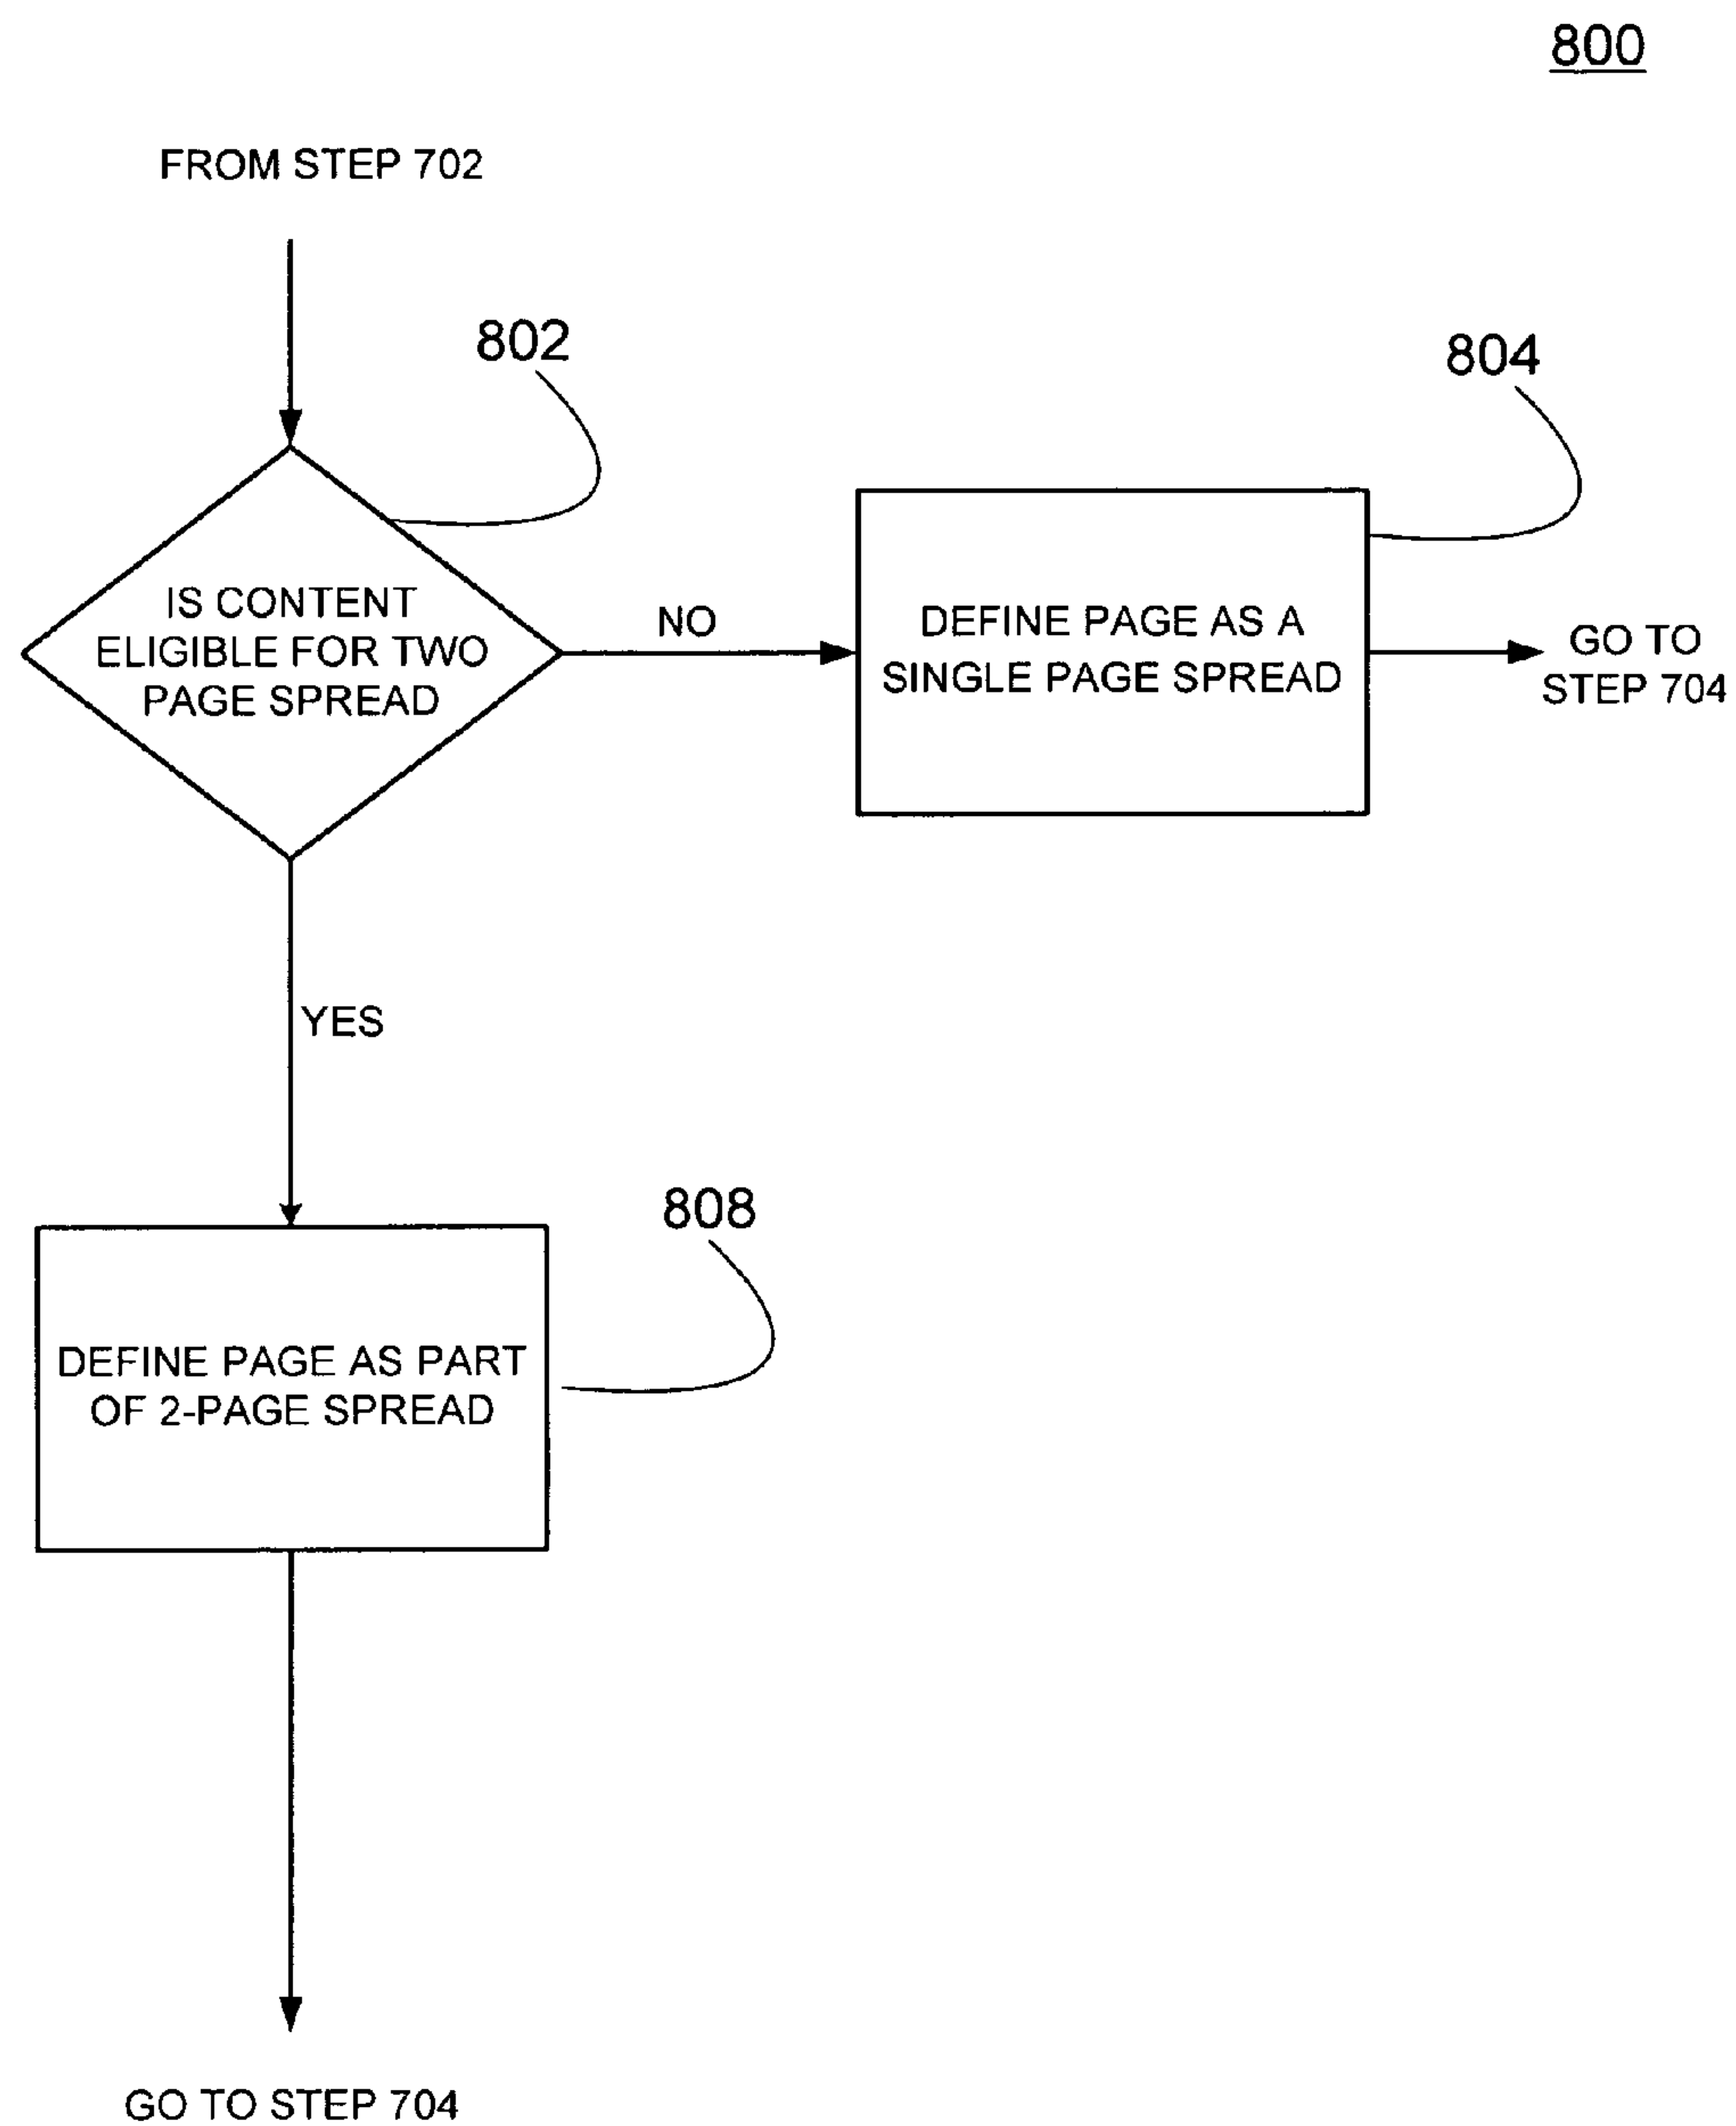 800
FROM STEP 702
802
804
IS CONTENT
ELIGIBLE FOR TWO
PAGE SPREAD
NO
DEFINE PAGE AS A
SINGLE PAGE SPREAD
GO TO
STEP 704
YES
808
DEFINE PAGE AS PART
OF 2-PAGE SPREAD
GO TO STEP 704